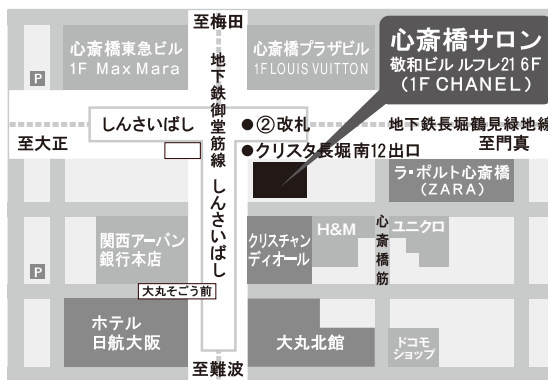 至梅田
心斎橋東急ビル
1F Max Mara
心斎橋プラザビル
1F LOUIS VUITTON
心斎橋サロン
敬和ビル ルフレ21 6F
(1F CHANEL)
P
地下鉄御堂筋線 しんさいばし
しんさいばし
●②改札
地下鉄長堀鶴見緑地線
至大正
至門真
●クリスタ長堀南12出口
ラ・ポルト心斎橋
(ZARA)
関西アーバン
銀行本店
クリスチャン
ディオール
H&M
心斎橋筋
ユニクロ
P
大丸そごう前
ホテル
日航大阪
大丸北館
ドコモ
ショップ
至難波